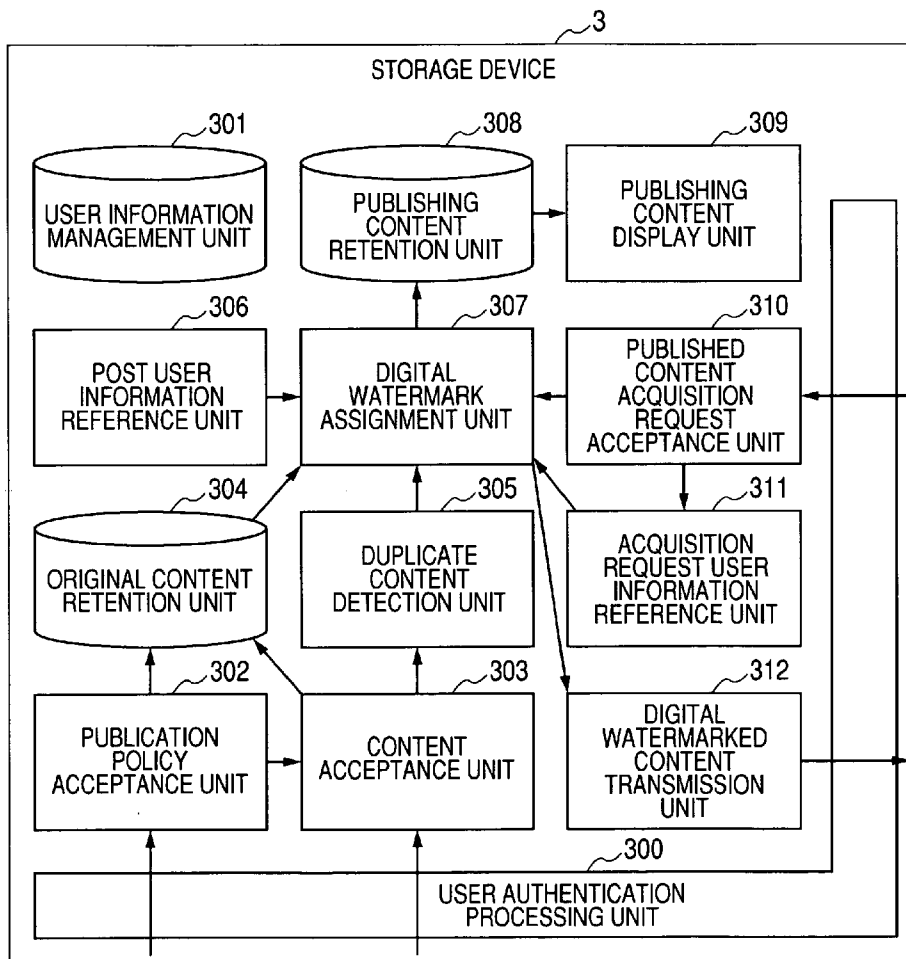 3
STORAGE DEVICE
301
USER INFORMATION
MANAGEMENT UNIT
308
PUBLISHING
CONTENT
RETENTION UNIT
309
PUBLISHING
CONTENT
DISPLAY UNIT
306
POST USER
INFORMATION
REFERENCE UNIT
307
DIGITAL
WATERMARK
ASSIGNMENT UNIT
310
PUBLISHED
CONTENT
ACQUISITION
REQUEST
ACCEPTANCE UNIT
304
ORIGINAL CONTENT
RETENTION UNIT
305
DUPLICATE
CONTENT
DETECTION UNIT
311
ACQUISITION
REQUEST USER
INFORMATION
REFERENCE UNIT
302
PUBLICATION
POLICY
ACCEPTANCE UNIT
303
CONTENT
ACCEPTANCE UNIT
312
DIGITAL
WATERMARKED
CONTENT
TRANSMISSION
UNIT
300
USER AUTHENTICATION
PROCESSING UNIT